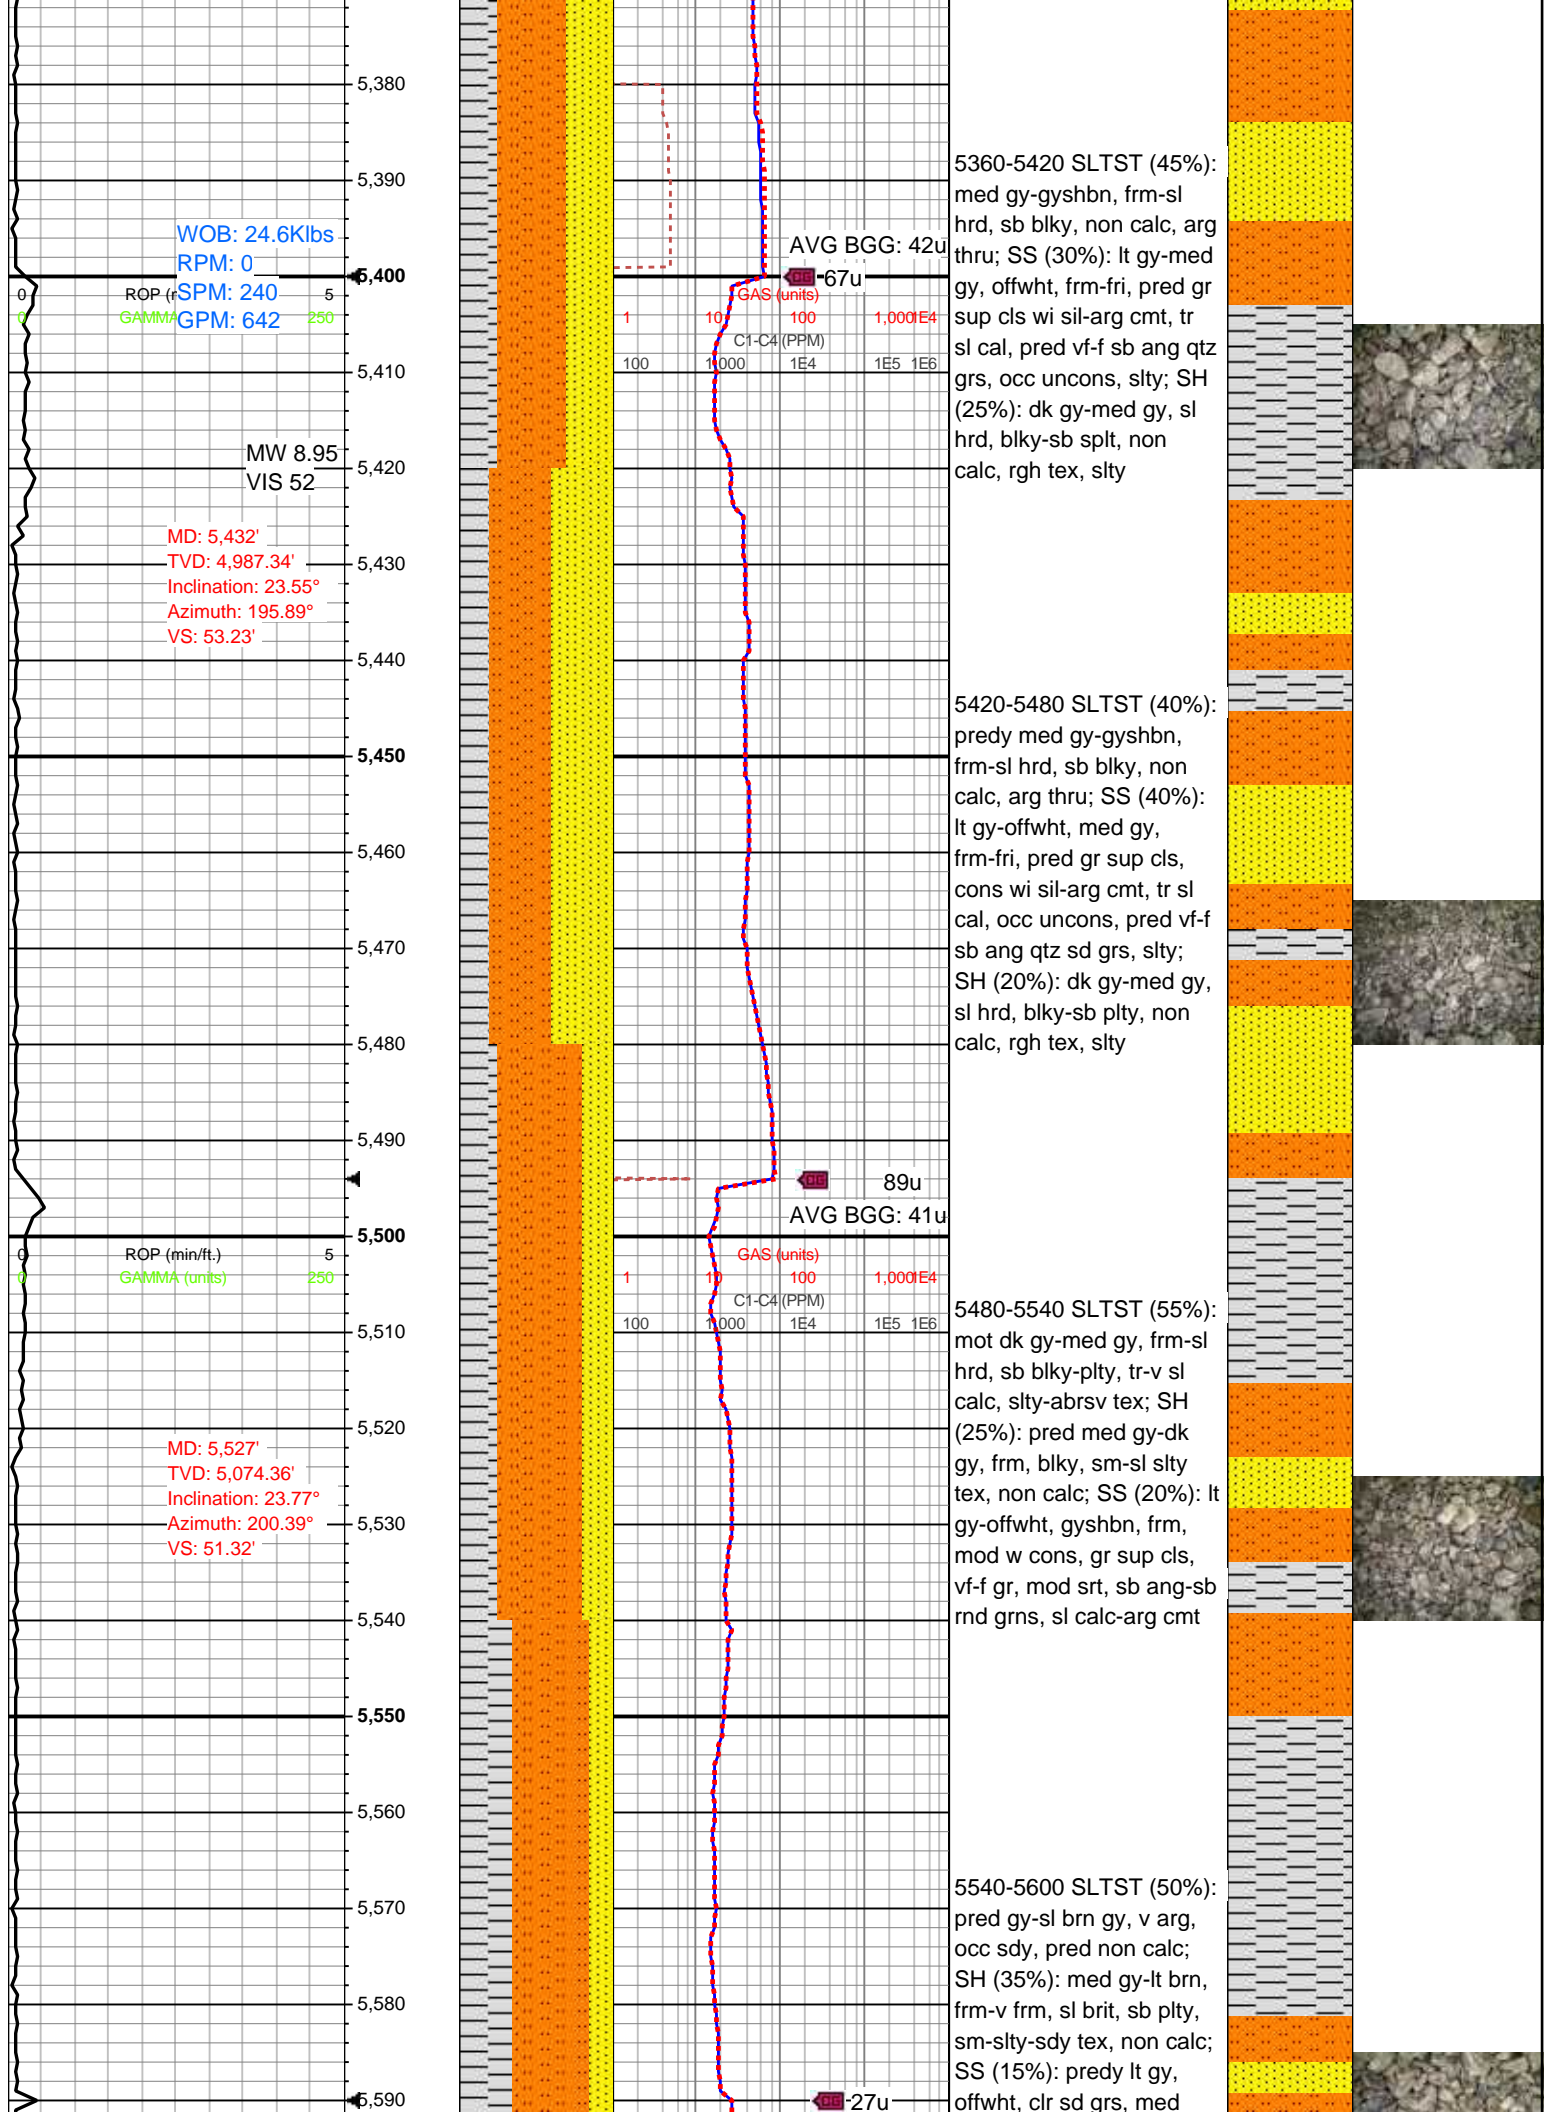 5,380
5,390
WOB: 24.6Klbs
RPM: 0
SPM: 240
GPM: 642
5,400
0 ROP (m 5
0 GAMMA 250
AVG BGG: 42u
CG 67u
GAS (units)
1 10 100 1,000 1E4
C1-C4 (PPM)
100 1000 1E4 1E5 1E6
5,410
MW 8.95
VIS 52
5,420
MD: 5,432'
TVD: 4,987.34'
Inclination: 23.55°
Azimuth: 195.89°
VS: 53.23'
5,430
5,440
5,450
5,460
5,470
5,480
5,490
CG 89u
AVG BGG: 41u
5,500
0 ROP (min/ft.) 5
0 GAMMA (units) 250
GAS (units)
1 10 100 1,000 1E4
C1-C4 (PPM)
100 1000 1E4 1E5 1E6
5,510
5,520
MD: 5,527'
TVD: 5,074.36'
Inclination: 23.77°
Azimuth: 200.39°
VS: 51.32'
5,530
5,540
5,550
5,560
5,570
5,580
5,590
CG 27u
5360-5420 SLTST (45%):
med gy-gyshbn, frm-sl
hrd, sb blky, non calc, arg
thru; SS (30%): lt gy-med
gy, offwht, frm-fri, pred gr
sup cls wi sil-arg cmt, tr
sl cal, pred vf-f sb ang qtz
grs, occ uncons, slty; SH
(25%): dk gy-med gy, sl
hrd, blky-sb splt, non
calc, rgh tex, slty
5420-5480 SLTST (40%):
predy med gy-gyshbn,
frm-sl hrd, sb blky, non
calc, arg thru; SS (40%):
lt gy-offwht, med gy,
frm-fri, pred gr sup cls,
cons wi sil-arg cmt, tr sl
cal, occ uncons, pred vf-f
sb ang qtz sd grs, slty;
SH (20%): dk gy-med gy,
sl hrd, blky-sb plty, non
calc, rgh tex, slty
5480-5540 SLTST (55%):
mot dk gy-med gy, frm-sl
hrd, sb blky-plty, tr-v sl
calc, slty-abrsv tex; SH
(25%): pred med gy-dk
gy, frm, blky, sm-sl slty
tex, non calc; SS (20%): lt
gy-offwht, gyshbn, frm,
mod w cons, gr sup cls,
vf-f gr, mod srt, sb ang-sb
rnd grns, sl calc-arg cmt
5540-5600 SLTST (50%):
pred gy-sl brn gy, v arg,
occ sdy, pred non calc;
SH (35%): med gy-lt brn,
frm-v frm, sl brit, sb plty,
sm-slty-sdy tex, non calc;
SS (15%): predy lt gy,
offwht, clr sd grs, med